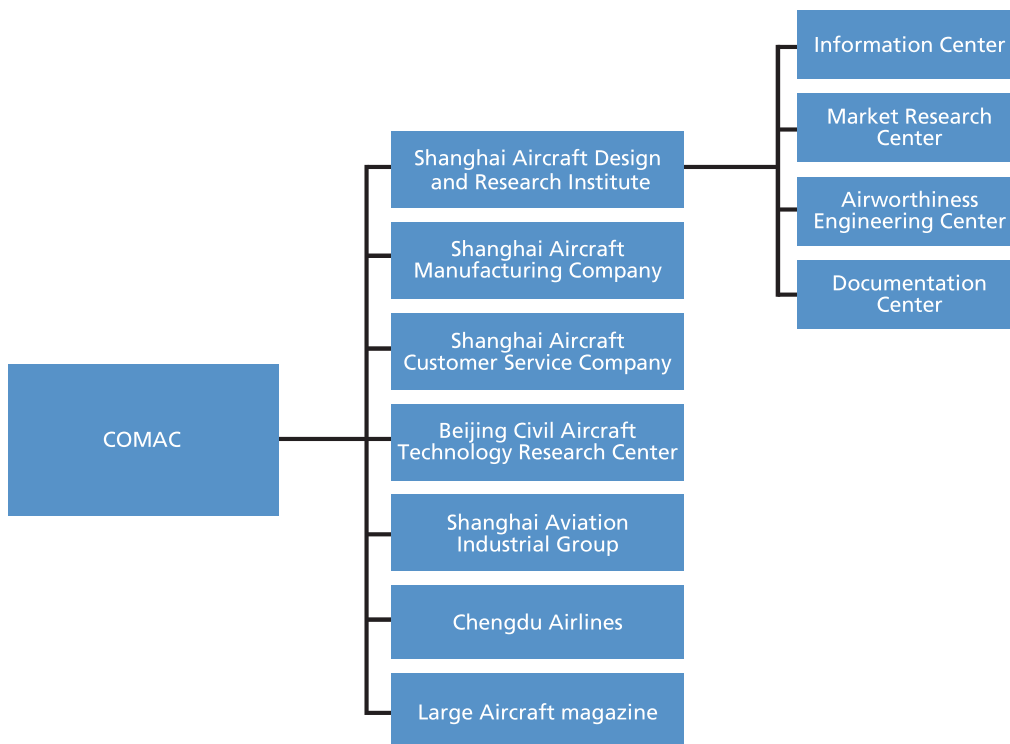 COMAC
Shanghai Aircraft Design
and Research Institute
Shanghai Aircraft
Manufacturing Company
Shanghai Aircraft
Customer Service Company
Beijing Civil Aircraft
Technology Research Center
Shanghai Aviation
Industrial Group
Chengdu Airlines
Large Aircraft magazine
Information Center
Market Research
Center
Airworthiness
Engineering Center
Documentation
Center